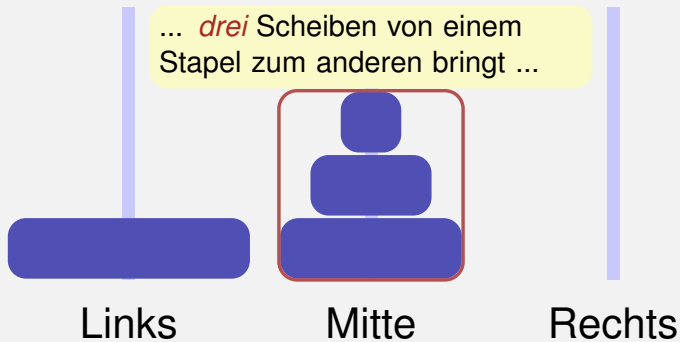 ... drei Scheiben von einem
Stapel zum anderen bringt ...
Links Mitte Rechts